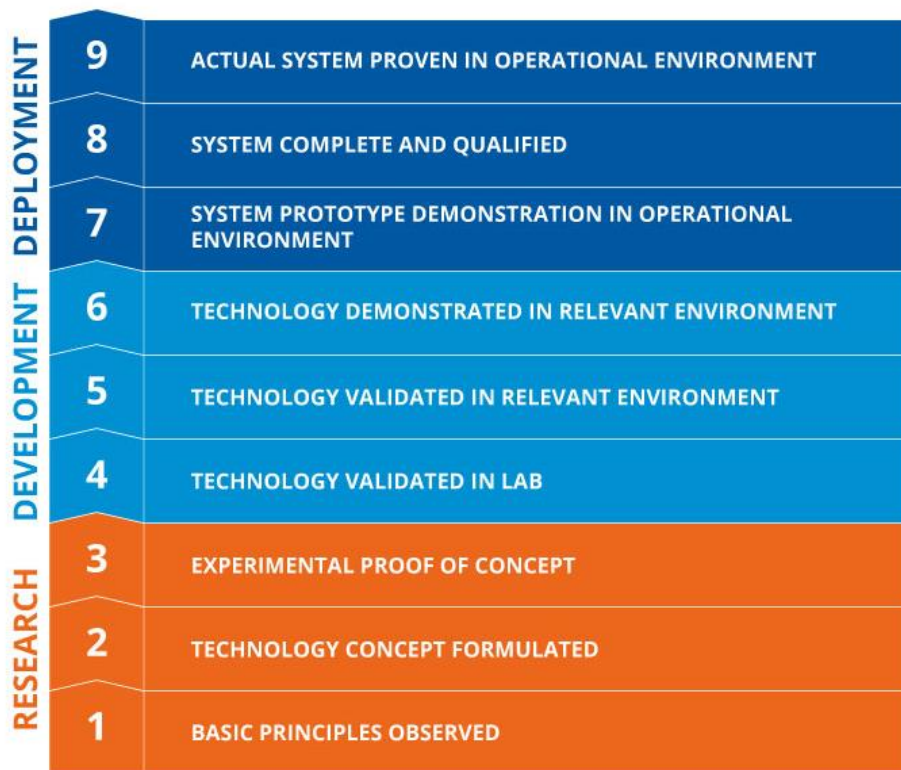 DEPLOYMENT
9
ACTUAL SYSTEM PROVEN IN OPERATIONAL ENVIRONMENT
8
SYSTEM COMPLETE AND QUALIFIED
7
SYSTEM PROTOTYPE DEMONSTRATION IN OPERATIONAL
ENVIRONMENT
DEVELOPMENT
6
TECHNOLOGY DEMONSTRATED IN RELEVANT ENVIRONMENT
5
TECHNOLOGY VALIDATED IN RELEVANT ENVIRONMENT
4
TECHNOLOGY VALIDATED IN LAB
RESEARCH
3
EXPERIMENTAL PROOF OF CONCEPT
2
TECHNOLOGY CONCEPT FORMULATED
1
BASIC PRINCIPLES OBSERVED